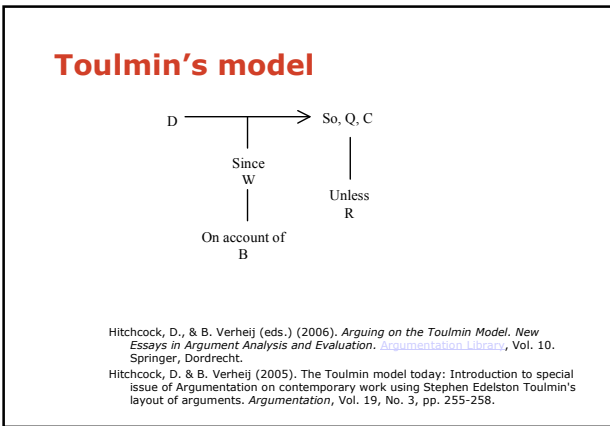 Toulmin's model
D
So, Q, C
Since
W
Unless
R
On account of
B
Hitchcock, D., & B. Verheij (eds.) (2006). Arguing on the Toulmin Model. New
Essays in Argument Analysis and Evaluation. Argumentation Library, Vol. 10.
Springer, Dordrecht.
Hitchcock, D. & B. Verheij (2005). The Toulmin model today: Introduction to special
issue of Argumentation on contemporary work using Stephen Edelston Toulmin's
layout of arguments. Argumentation, Vol. 19, No. 3, pp. 255-258.